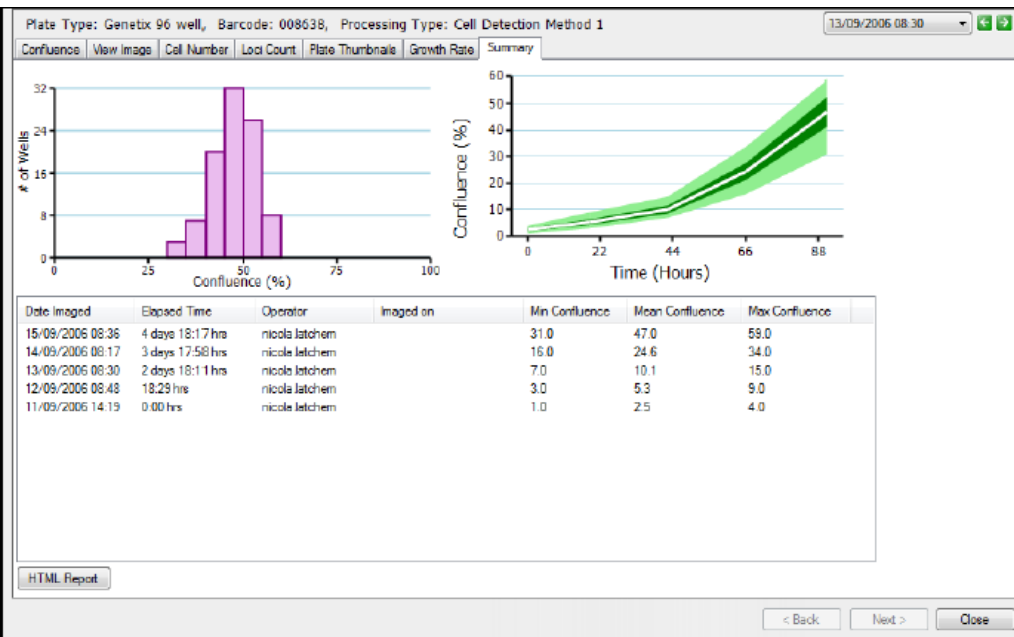 Plate Type: Genetix 96 well, Barcode: 008638, Processing Type: Cell Detection Method 1
13/09/2006 08:30
Confluence View Image Cell Number Loci Count Plate Thumbnails Growth Rate Summary
# of Wells
32
24
16
8
0
0 25 50 75 100
Confluence (%)
Confluence (%)
60
50
40
30
20
10
0
0 22 44 66 88
Time (Hours)
Date Imaged Elapsed Time Operator Imaged on Min Confluence Mean Confluence Max Confluence
15/09/2006 08:36 4 days 18:17 hrs nicola.latchem 31.0 47.0 59.0
14/09/2006 08:17 3 days 17:58 hrs nicola.latchem 16.0 24.6 34.0
13/09/2006 08:30 2 days 18:11 hrs nicola.latchem 7.0 10.1 15.0
12/09/2006 08:48 18:29 hrs nicola.latchem 3.0 5.3 9.0
11/09/2006 14:19 0:00 hrs nicola.latchem 1.0 2.5 4.0
HTML Report
< Back Next > Close